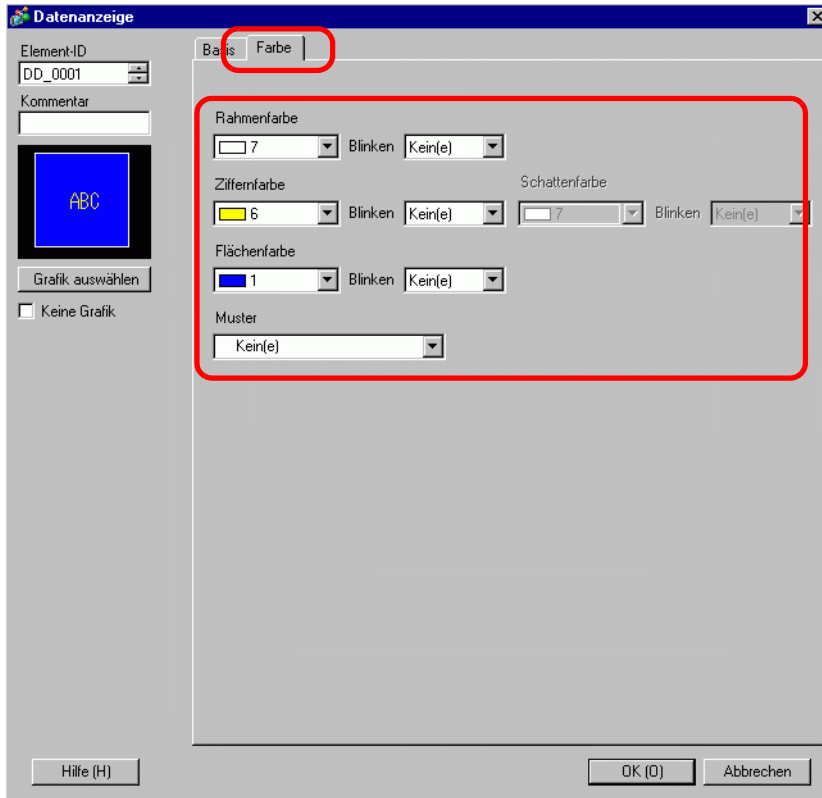 Datenanzeige
Element-ID
DD_0001
Kommentar
ABC
Grafik auswählen
Keine Grafik
Basis Farbe
Rahmenfarbe
7 Blinken Kein(e)
Ziffernfarbe Schattenfarbe
6 Blinken Kein(e) 7 Blinken Kein(e)
Flächenfarbe
1 Blinken Kein(e)
Muster
Kein(e)
Hilfe (H) OK (O) Abbrechen